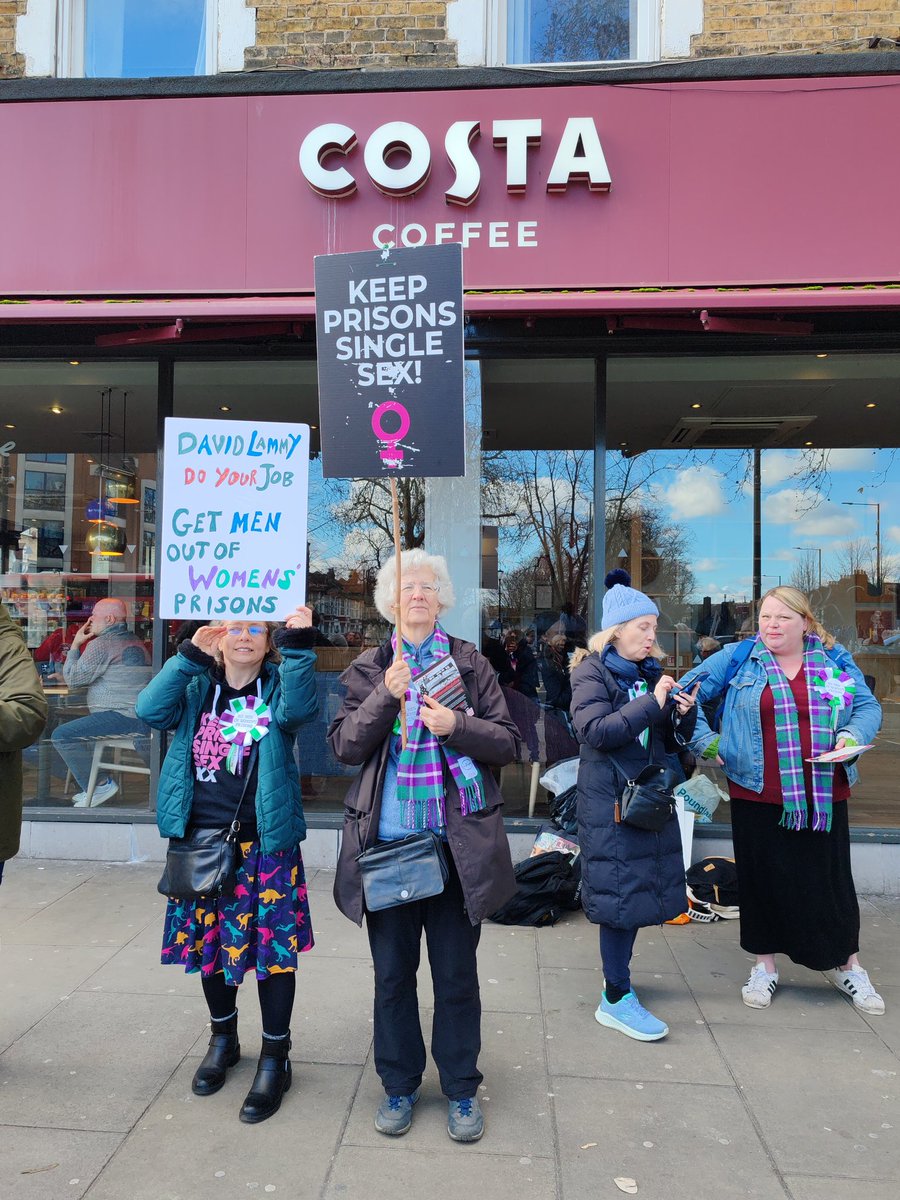 COSTA
COFFEE
KEEP
PRISONS
SINGLE
SEX!
DAVID LAMMY
DO YOUR JOB
GET MEN
OUT OF
WOMENS'
PRISONS